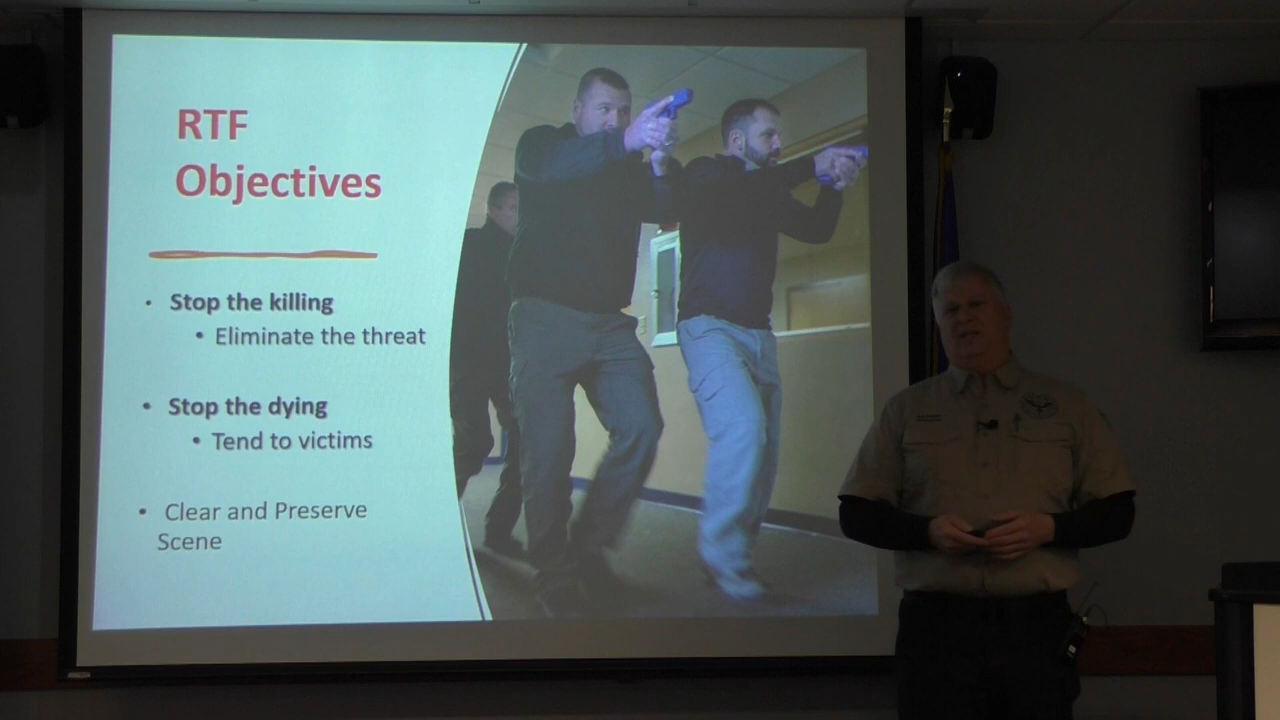 RTF
Objectives
• Stop the killing
• Eliminate the threat
• Stop the dying
• Tend to victims
• Clear and Preserve
Scene